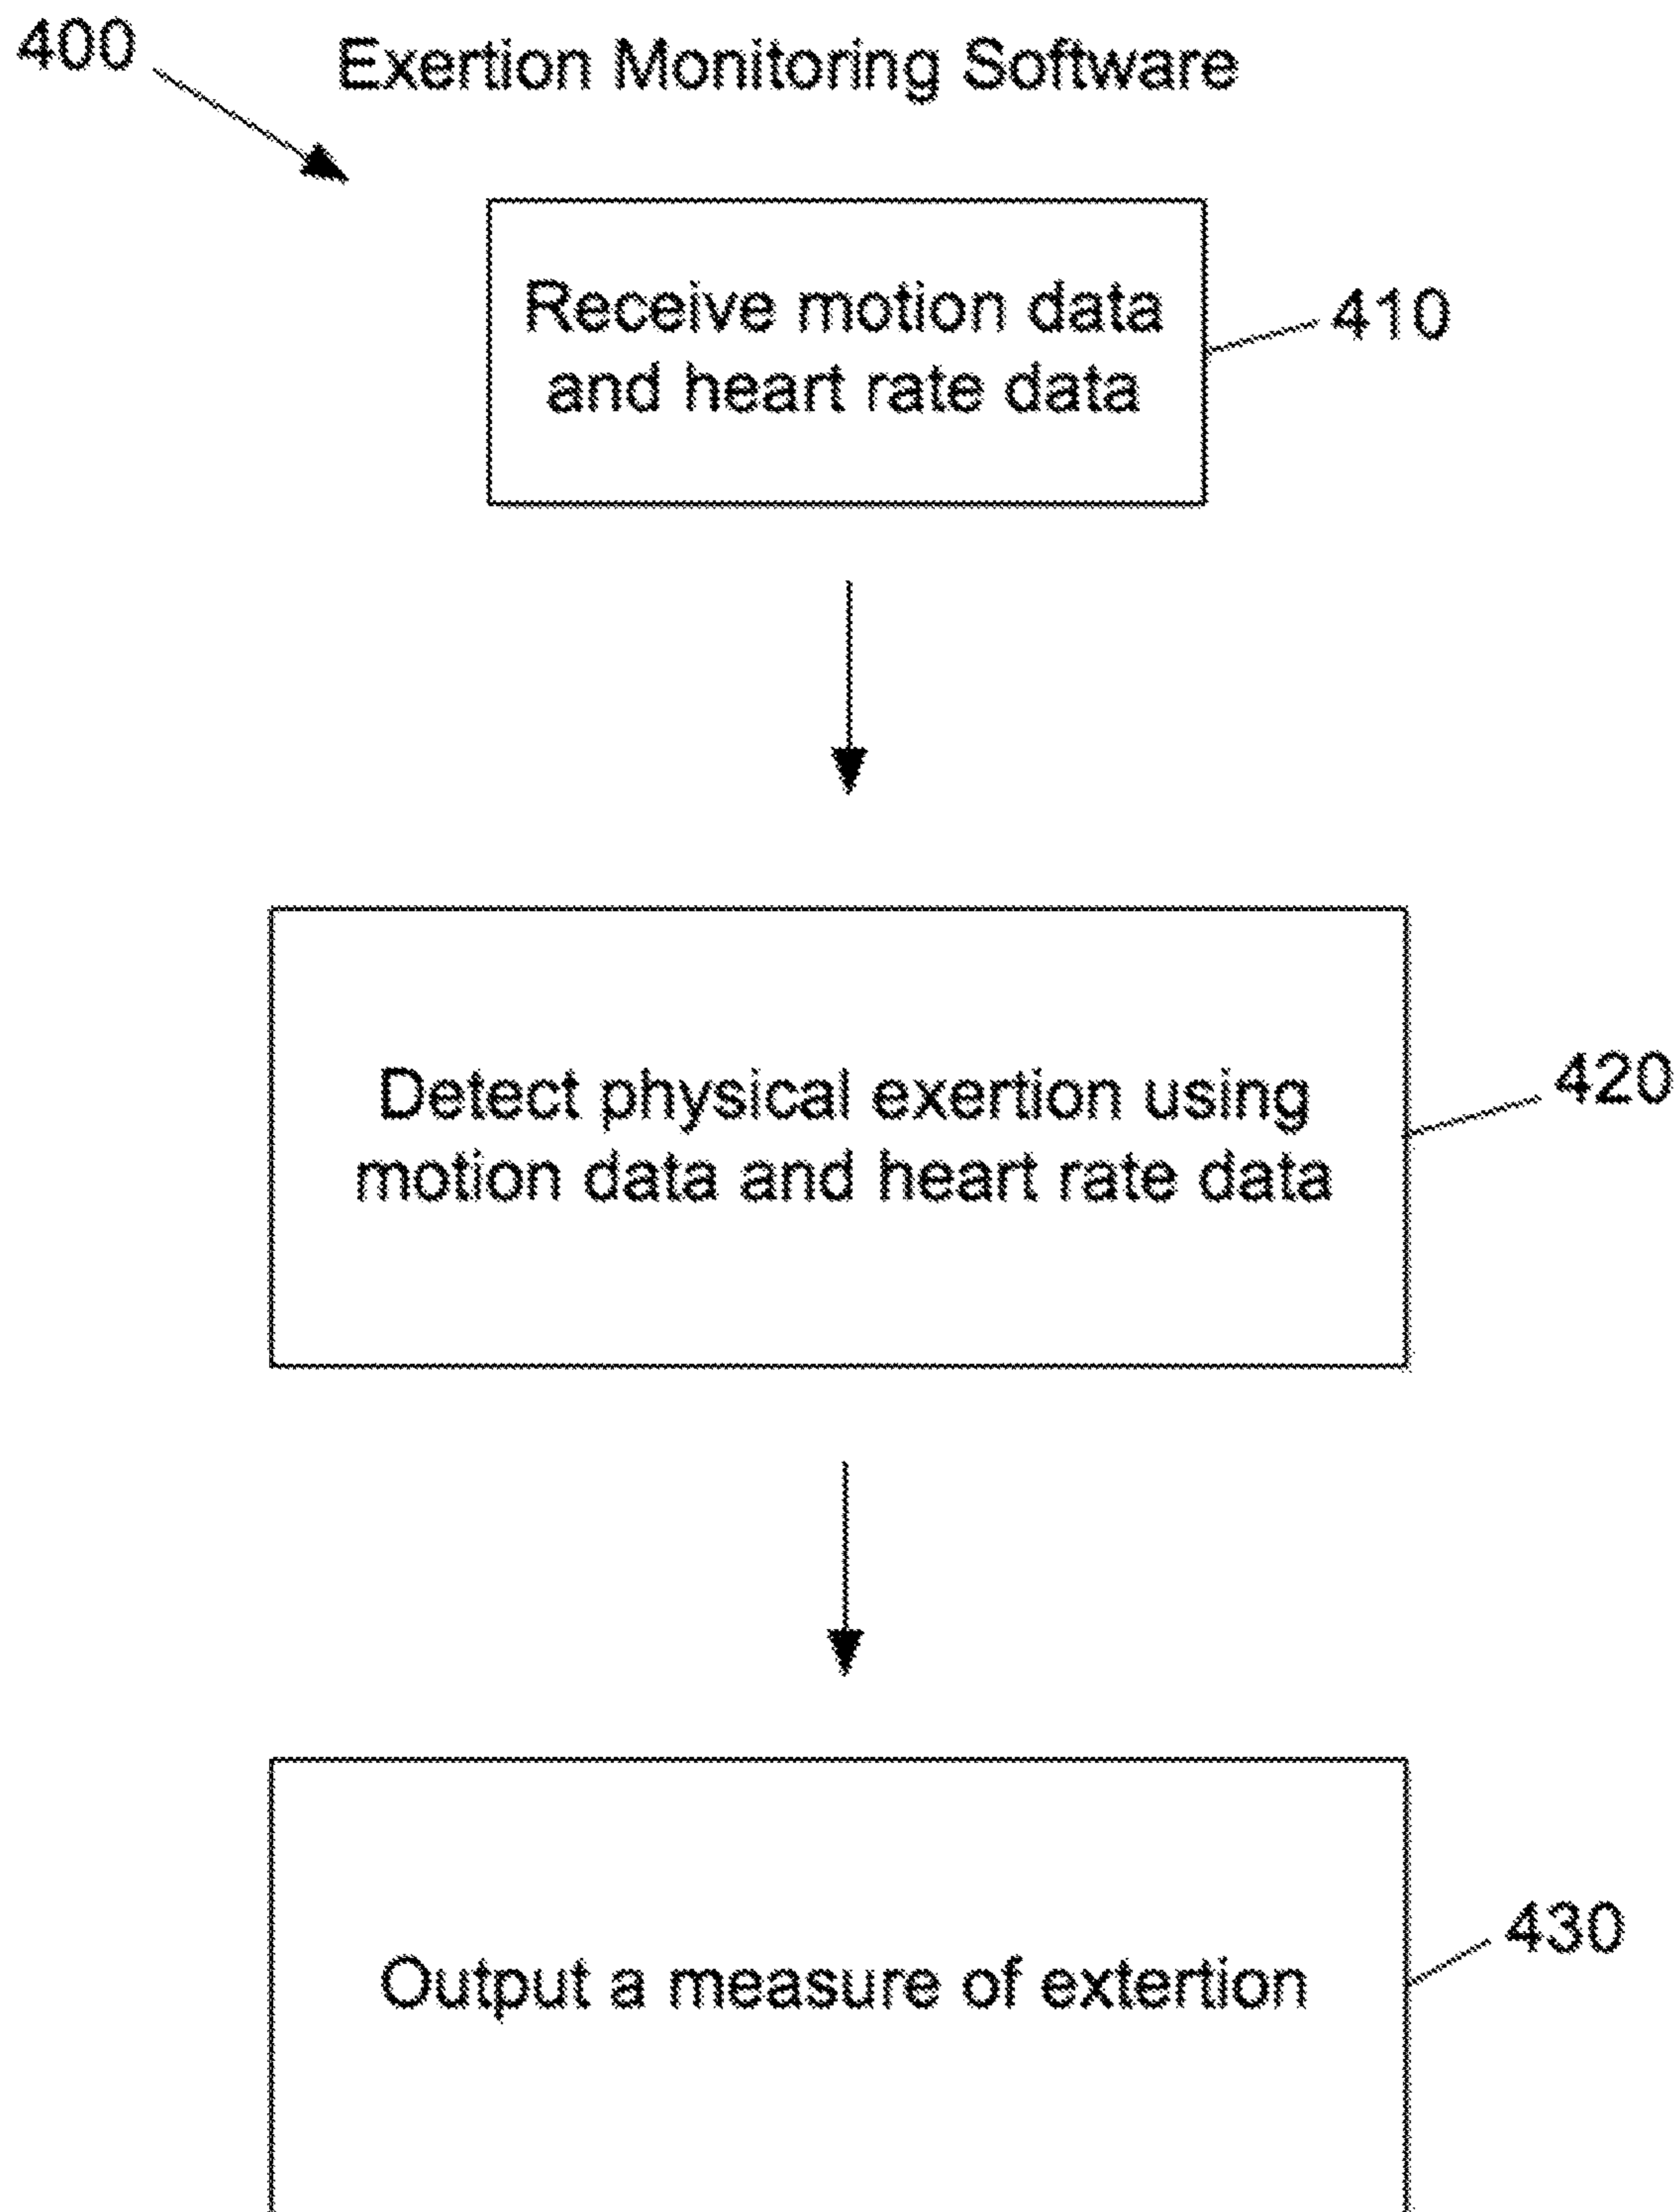 400
Exertion Monitoring Software
Receive motion data
and heart rate data
410
Detect physical exertion using
motion data and heart rate data
420
Output a measure of extertion
430